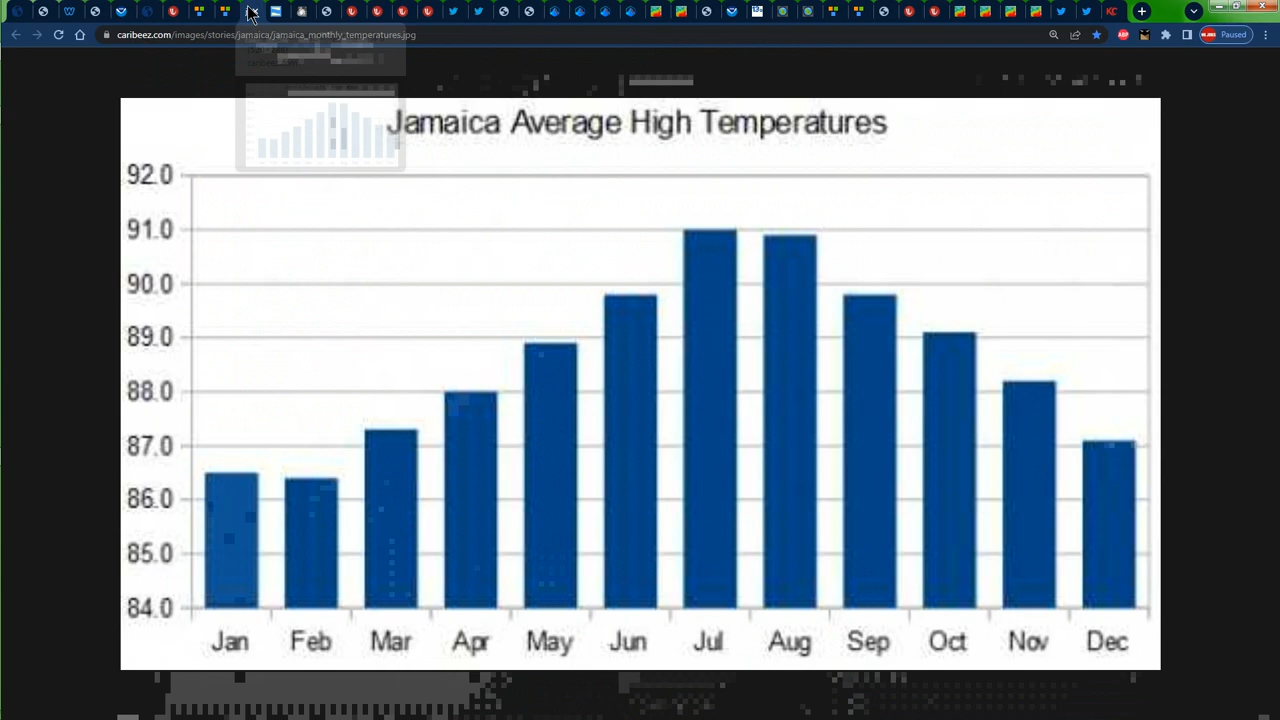 KC
caribeez.com/images/stories/jamaica/jamaica_monthly_temperatures.jpg
ABP
Paused
Jamaica Average High Temperatures
92.0
91.0
90.0
89.0
88.0
87.0
86.0
85.0
84.0
Jan Feb Mar Apr May Jun Jul Aug Sep Oct Nov Dec